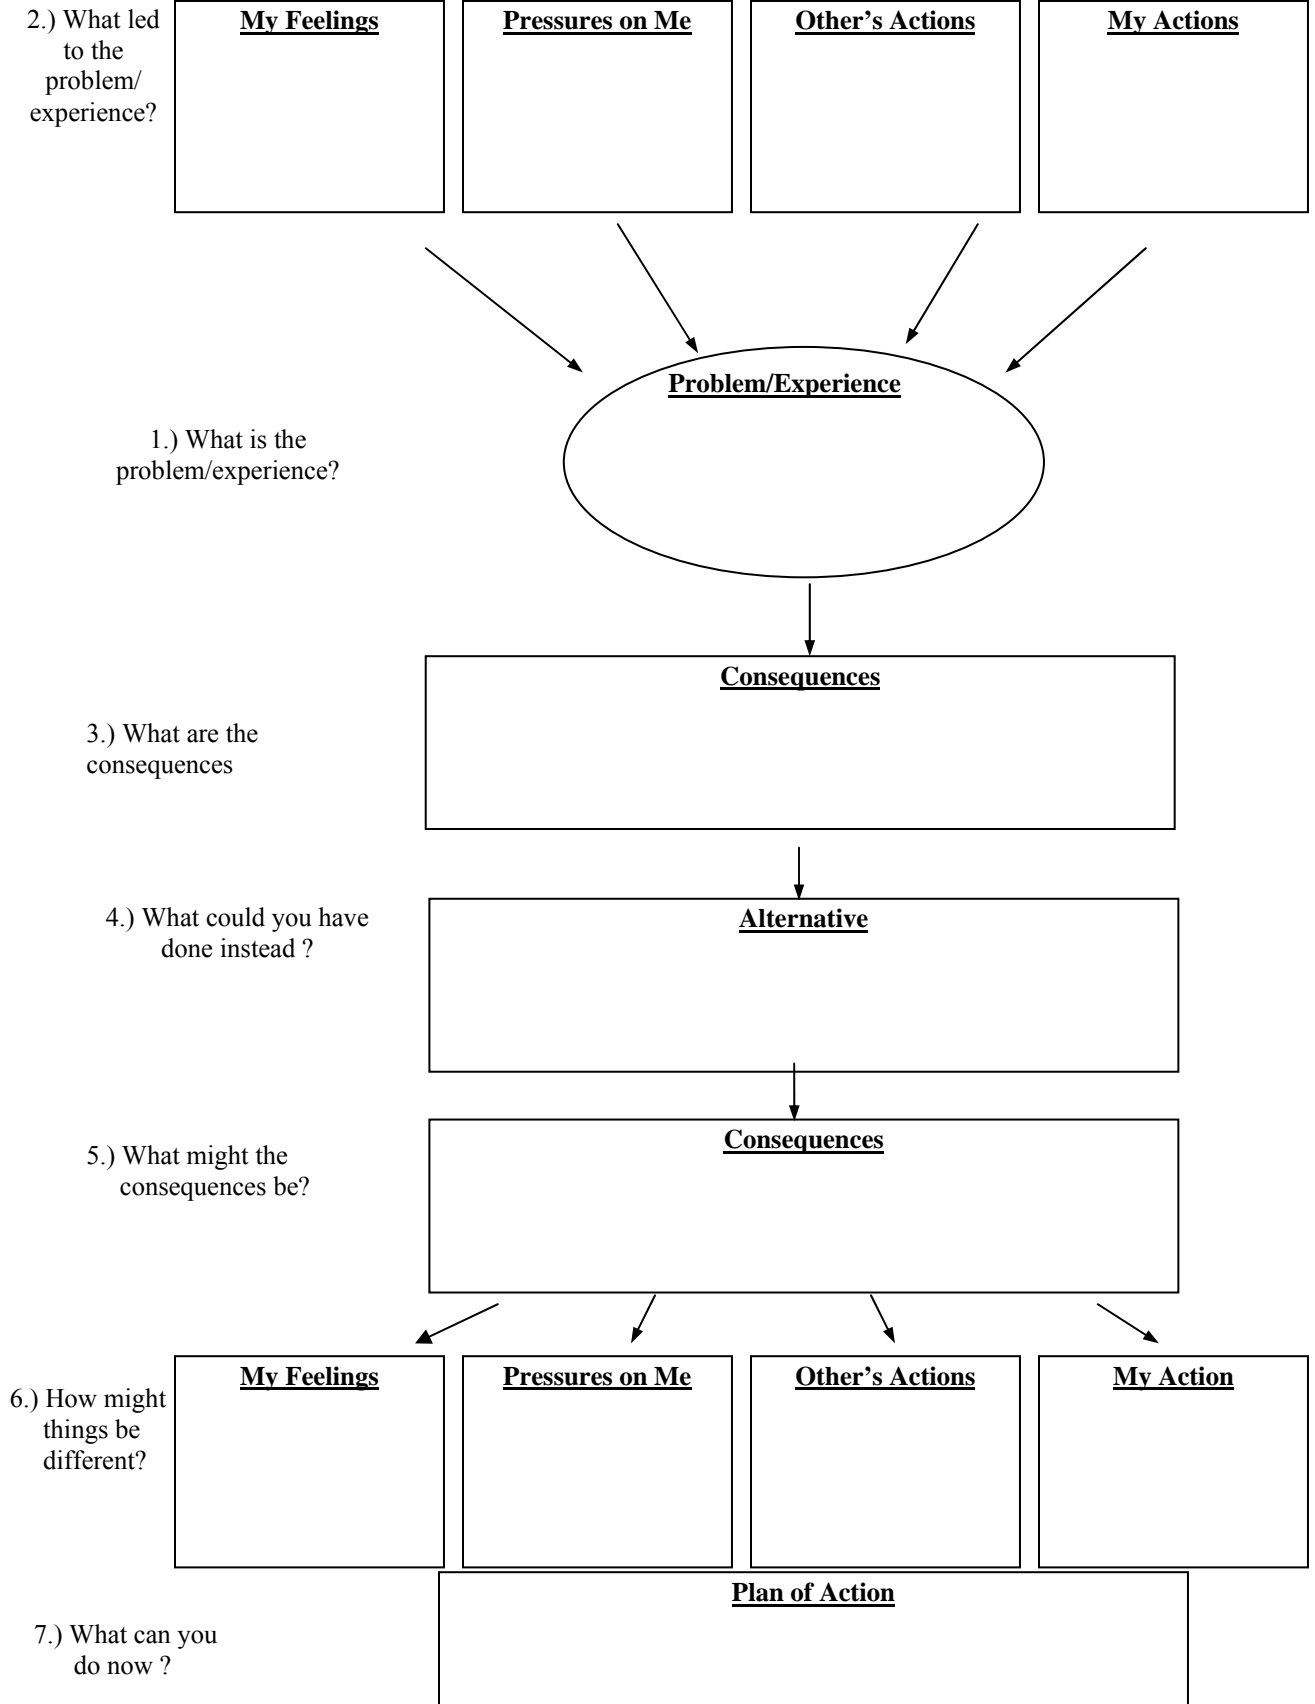 2.) What led
to the
problem/
experience?
My Feelings
Pressures on Me
Other’s Actions
My Actions
Problem/Experience
1.) What is the
problem/experience?
Consequences
3.) What are the
consequences
4.) What could you have
done instead ?
Alternative
Consequences
5.) What might the
consequences be?
6.) How might
things be
different?
My Feelings
Pressures on Me
Other’s Actions
My Action
Plan of Action
7.) What can you
do now ?